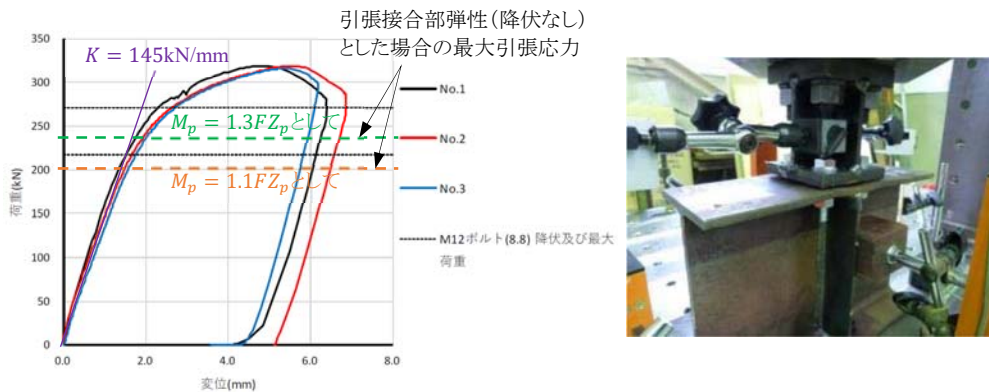 引張接合部弾性(降伏なし)
とした場合の最大引張応力
K = 145kN/mm
350
300
250
200
150
100
50
0
荷重(kN)
M_p = 1.3FZ_pとして
M_p = 1.1FZ_pとして
0.0 2.0 4.0 6.0 8.0
変位(mm)
No.1
No.2
No.3
M12ボルト(8.8) 降伏及び最大
荷重